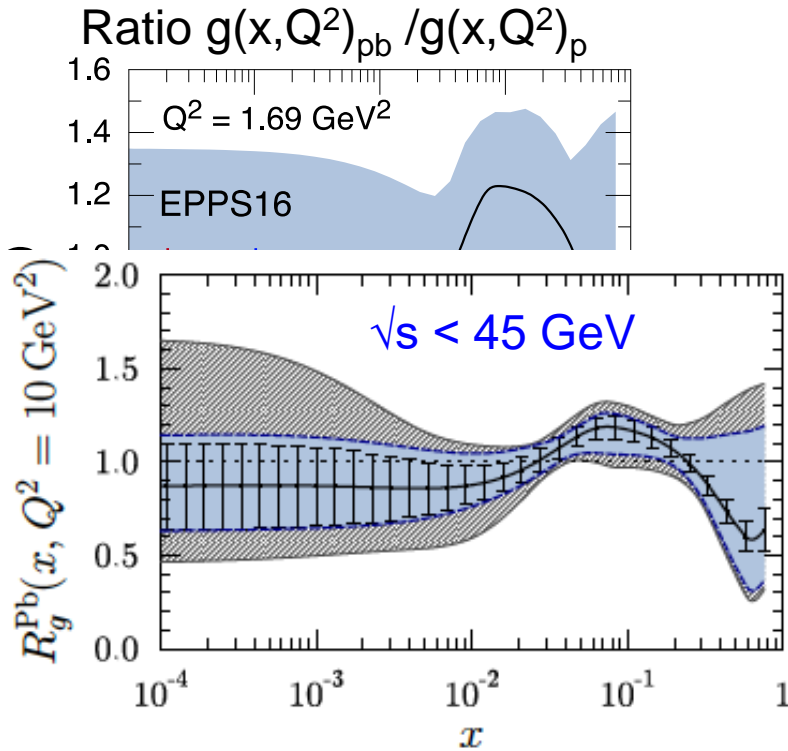 Ratio g(x,Q²)pb /g(x,Q²)p
1.6
Q² = 1.69 GeV²
1.4
1.2
EPPS16
2.0
√s < 45 GeV
1.5
1.0
0.5
0.0
R_g^Pb(x, Q² = 10 GeV²)
10⁻⁴ 10⁻³ 10⁻² 10⁻¹ 1
x